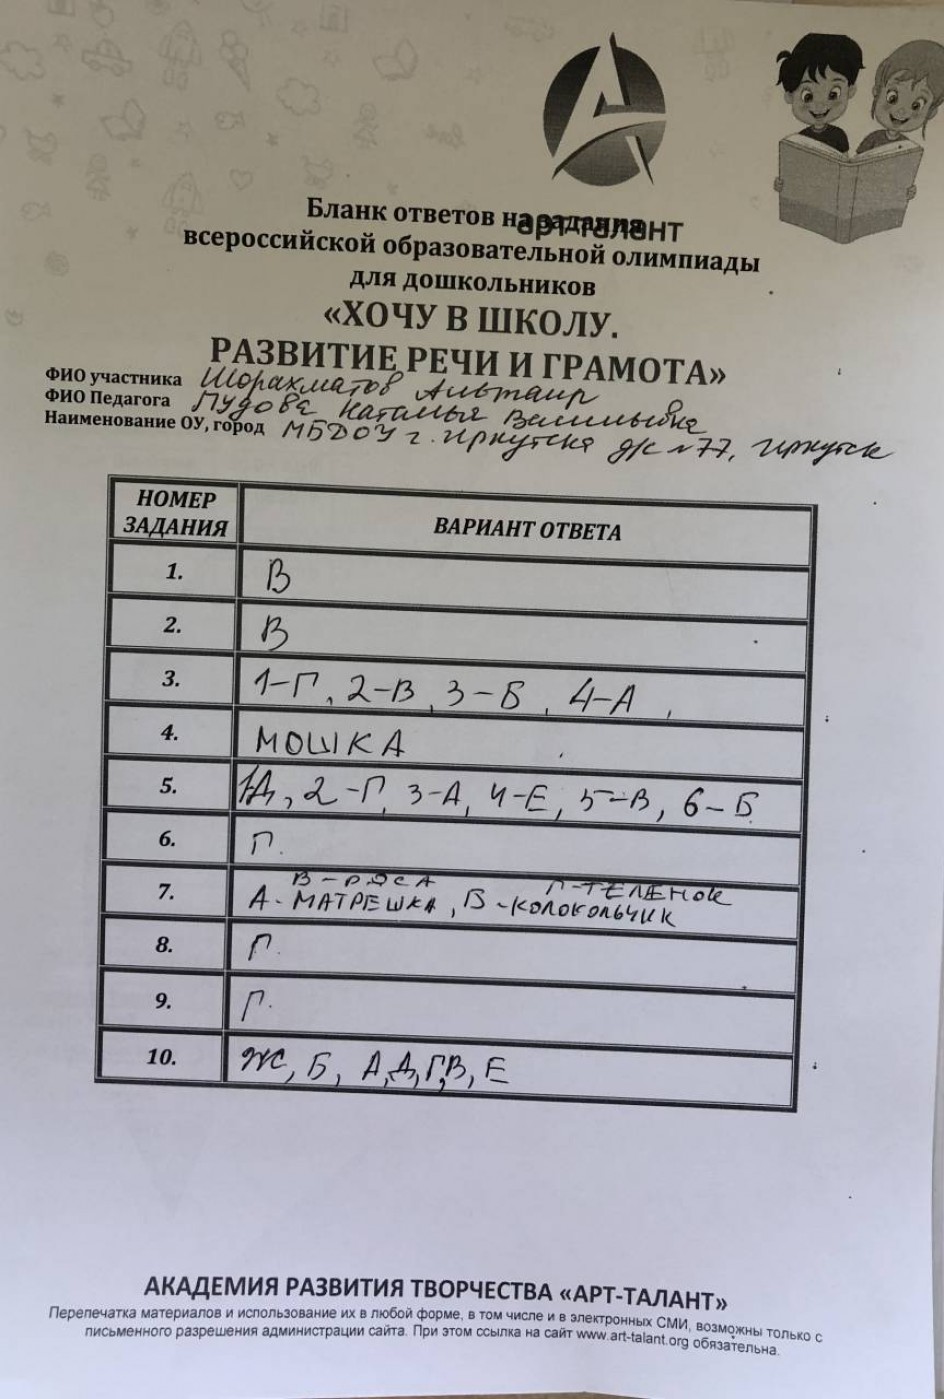 Бланк ответов на задания
арт-талант
всероссийской образовательной олимпиады
для дошкольников
«ХОЧУ В ШКОЛУ.
РАЗВИТИЕ РЕЧИ И ГРАМОТА»
ФИО участника Шорахматов Альтаир
ФИО Педагога Пудова Наталья
Наименование ОУ, город МБДОУ г. Иркутска д/с №77, Иркутск
НОМЕР ЗАДАНИЯ ВАРИАНТ ОТВЕТА
1. В
2. В
3. 1-Г, 2-В, 3-Б, 4-А,
4. МОШКА
5. 1Д, 2-Г, 3-А, 4-Е, 5-В, 6-Б.
6. Г.
7. В-РОСА Г-ТЕЛЕНОК
А-МАТРЕШКА, Б-КОЛОКОЛЬЧИК
8. Г.
9. Г.
10. Ж, Б, А, Д, Г, В, Е
АКАДЕМИЯ РАЗВИТИЯ ТВОРЧЕСТВА «АРТ-ТАЛАНТ»
Перепечатка материалов и использование их в любой форме, в том числе и в электронных СМИ, возможны только с
письменного разрешения администрации сайта. При этом ссылка на сайт www.art-talant.org обязательна.